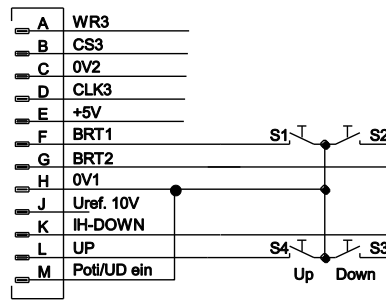 A WR3
B CS3
C 0V2
D CLK3
E +5V
F BRT1 S1 S2
G BRT2
H 0V1
J Uref. 10V
K IH-DOWN
L UP S4 S3
M Poti/UD ein Up Down